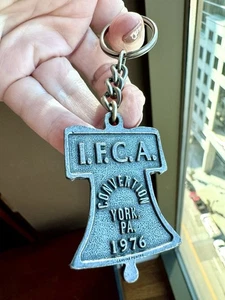 I.F.C.A.
CONVENTION
YORK,
PA.
1976